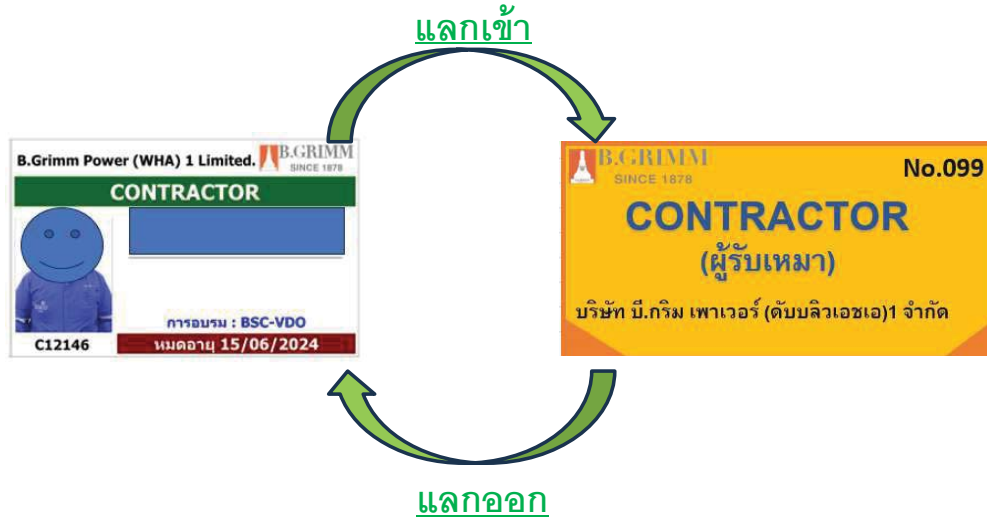 แลกเข้า
B.Grimm Power (WHA) 1 Limited.
B.GRIMM
SINCE 1878
CONTRACTOR
การอบรม : BSC-VDO
C12146
หมดอายุ 15/06/2024
B.GRIMM
SINCE 1878
No.099
CONTRACTOR
(ผู้รับเหมา)
บริษัท บี.กริม เพาเวอร์ (ดับบลิวเอชเอ)1 จำกัด
แลกออก